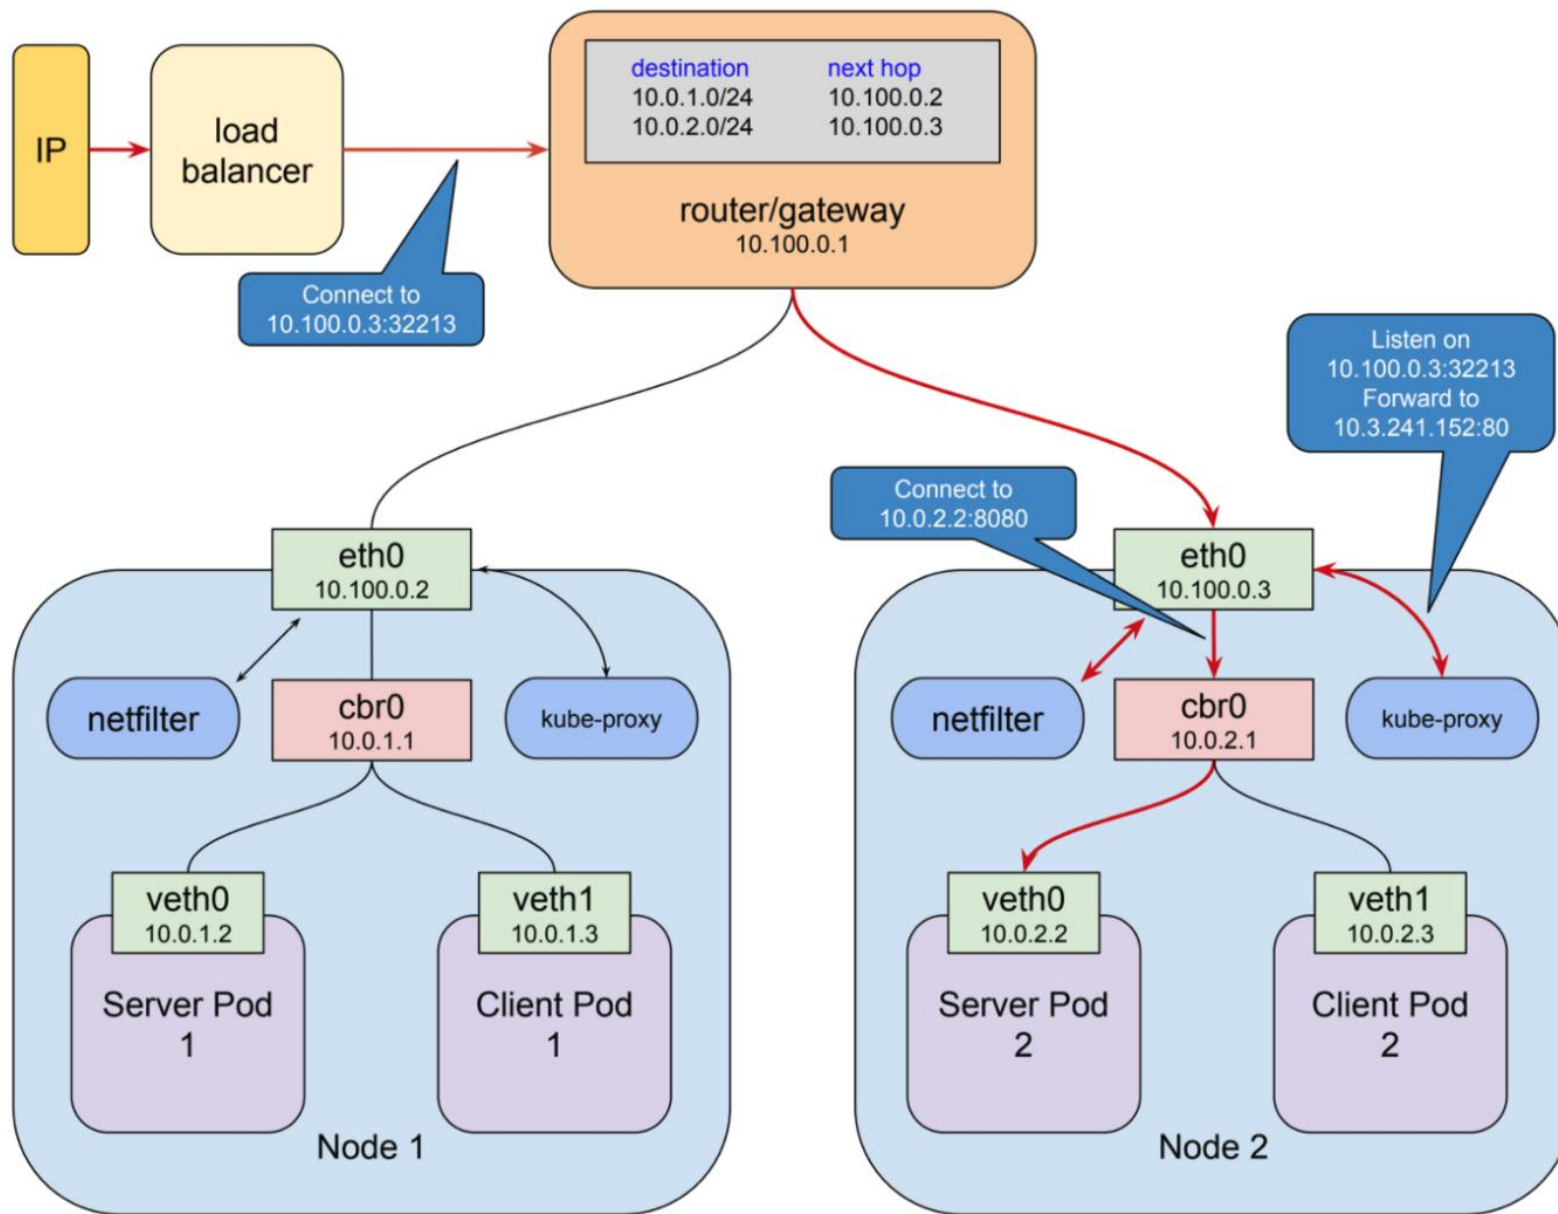 IP
load
balancer
destination next hop
10.0.1.0/24 10.100.0.2
10.0.2.0/24 10.100.0.3
router/gateway
10.100.0.1
Connect to
10.100.0.3:32213
Listen on
10.100.0.3:32213
Forward to
10.3.241.152:80
Connect to
10.0.2.2:8080
eth0
10.100.0.2
netfilter
cbr0
10.0.1.1
kube-proxy
veth0
10.0.1.2
veth1
10.0.1.3
Server Pod
1
Client Pod
1
Node 1
eth0
10.100.0.3
netfilter
cbr0
10.0.2.1
kube-proxy
veth0
10.0.2.2
veth1
10.0.2.3
Server Pod
2
Client Pod
2
Node 2